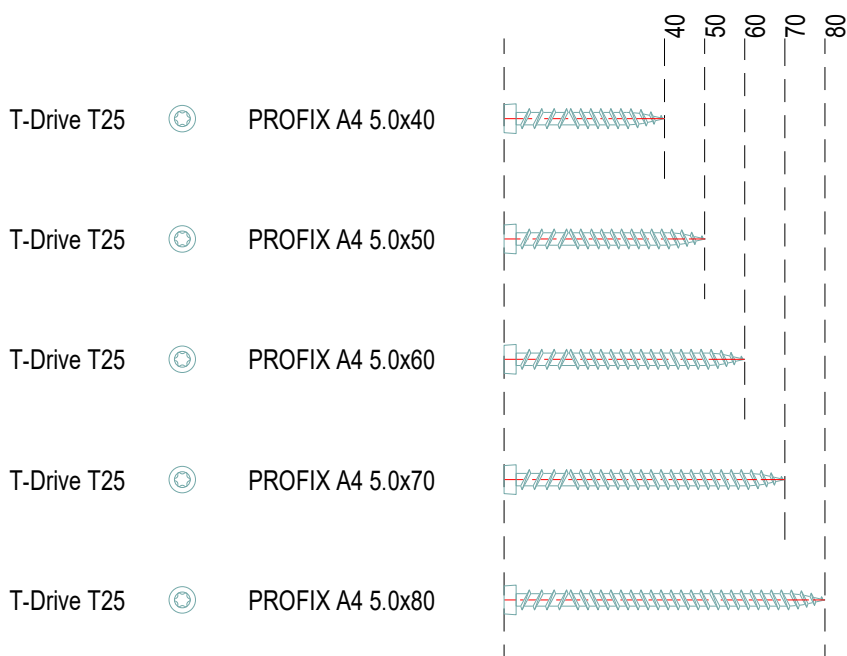 40 50 60 70 80
T-Drive T25 PROFIX A4 5.0x40
T-Drive T25 PROFIX A4 5.0x50
T-Drive T25 PROFIX A4 5.0x60
T-Drive T25 PROFIX A4 5.0x70
T-Drive T25 PROFIX A4 5.0x80